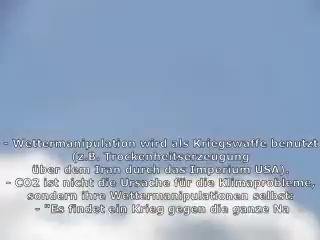 - Wettermanipulation wird als Kriegswaffe benutzt
(z.B. Trockenheitserzeugung
über dem Iran durch das Imperium USA).
- CO2 ist nicht die Ursache für die Klimaprobleme,
sondern ihre Wettermanipulationen selbst:
- "Es findet ein Krieg gegen die ganze Na